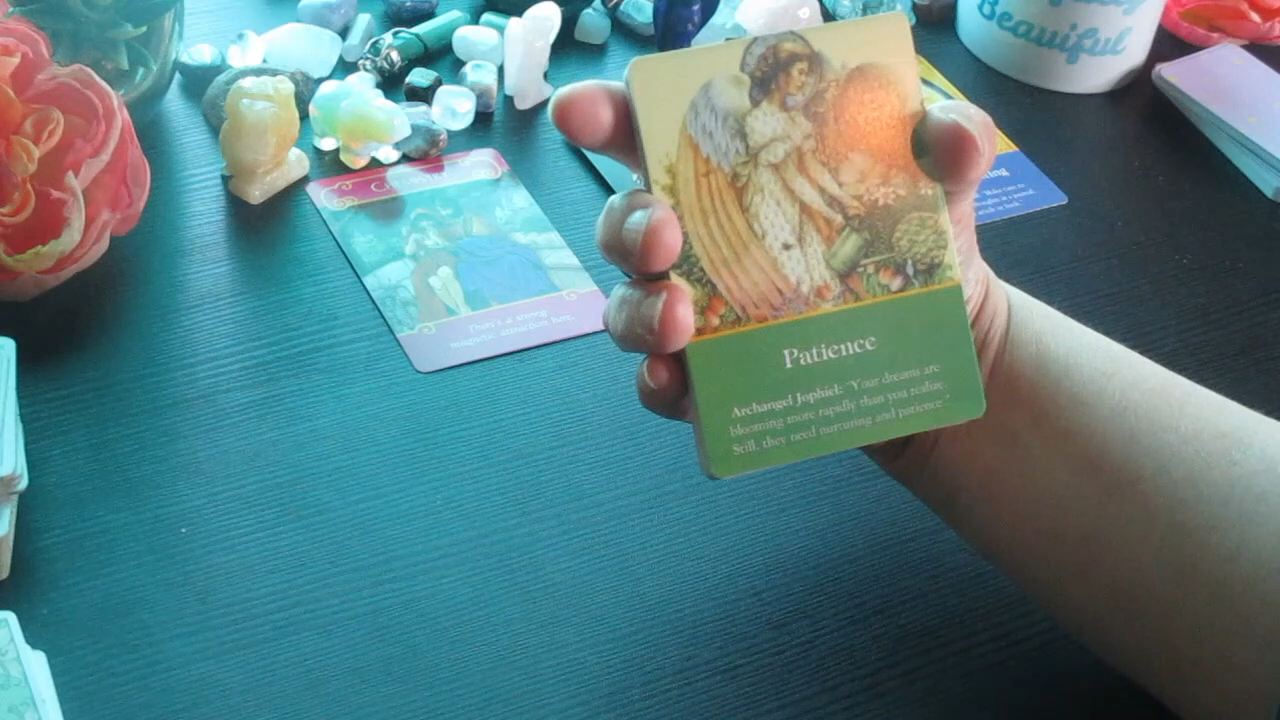 Beautiful
Patience
Archangel Jophiel: "Your dreams are
blooming more rapidly than you realize.
Still, they need nurturing and patience."
There's a strong
magnetic attraction here.